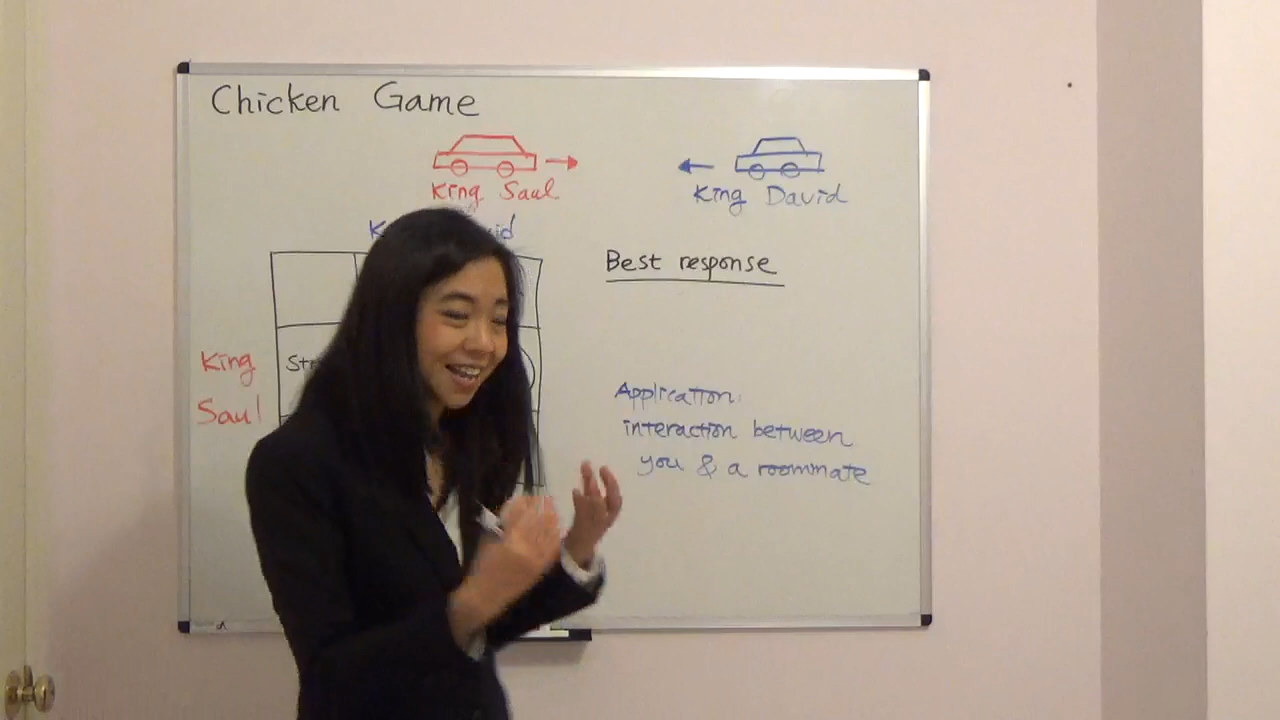 Chicken Game
King Saul
King David
Best response
King
Saul
Application:
interaction between
you & a roommate